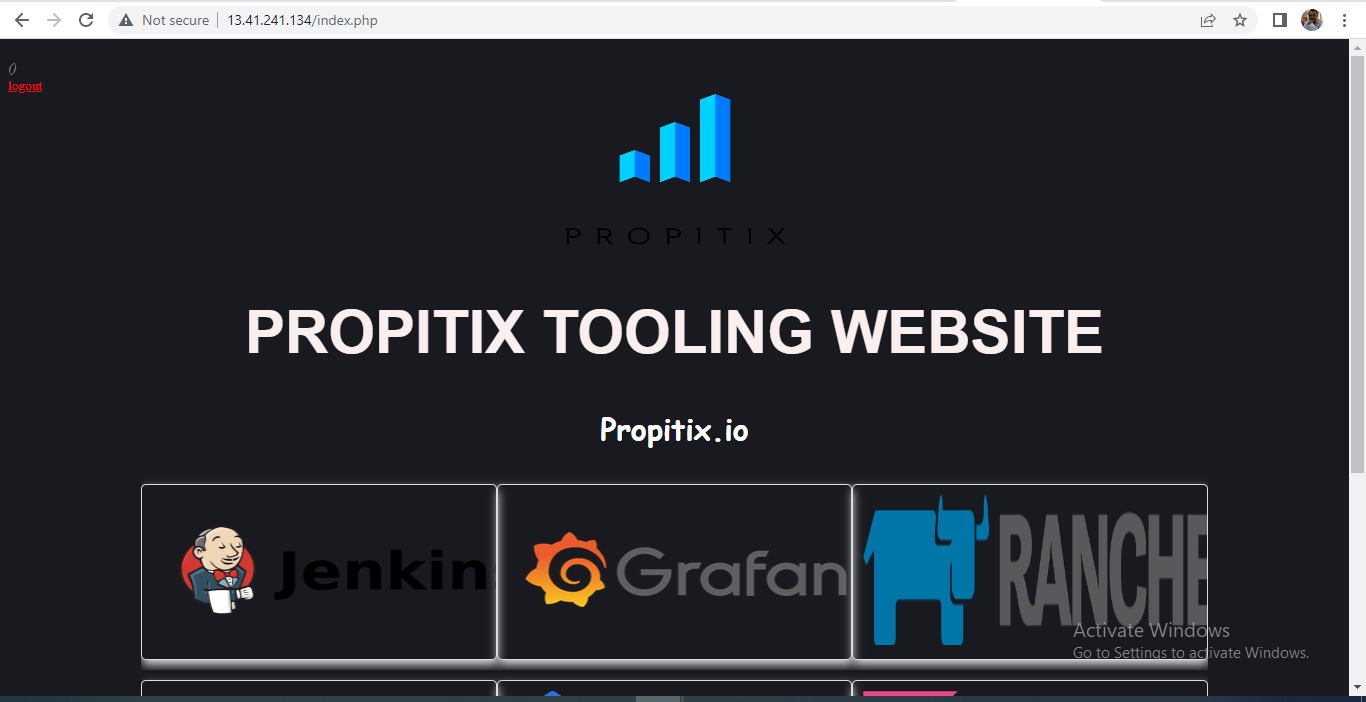 Not secure
13.41.241.134/index.php
()
logout
PROPITIX
PROPITIX TOOLING WEBSITE
Propitix.io
Jenkin
Grafan
RANCHE
Activate Windows
Go to Settings to activate Windows.